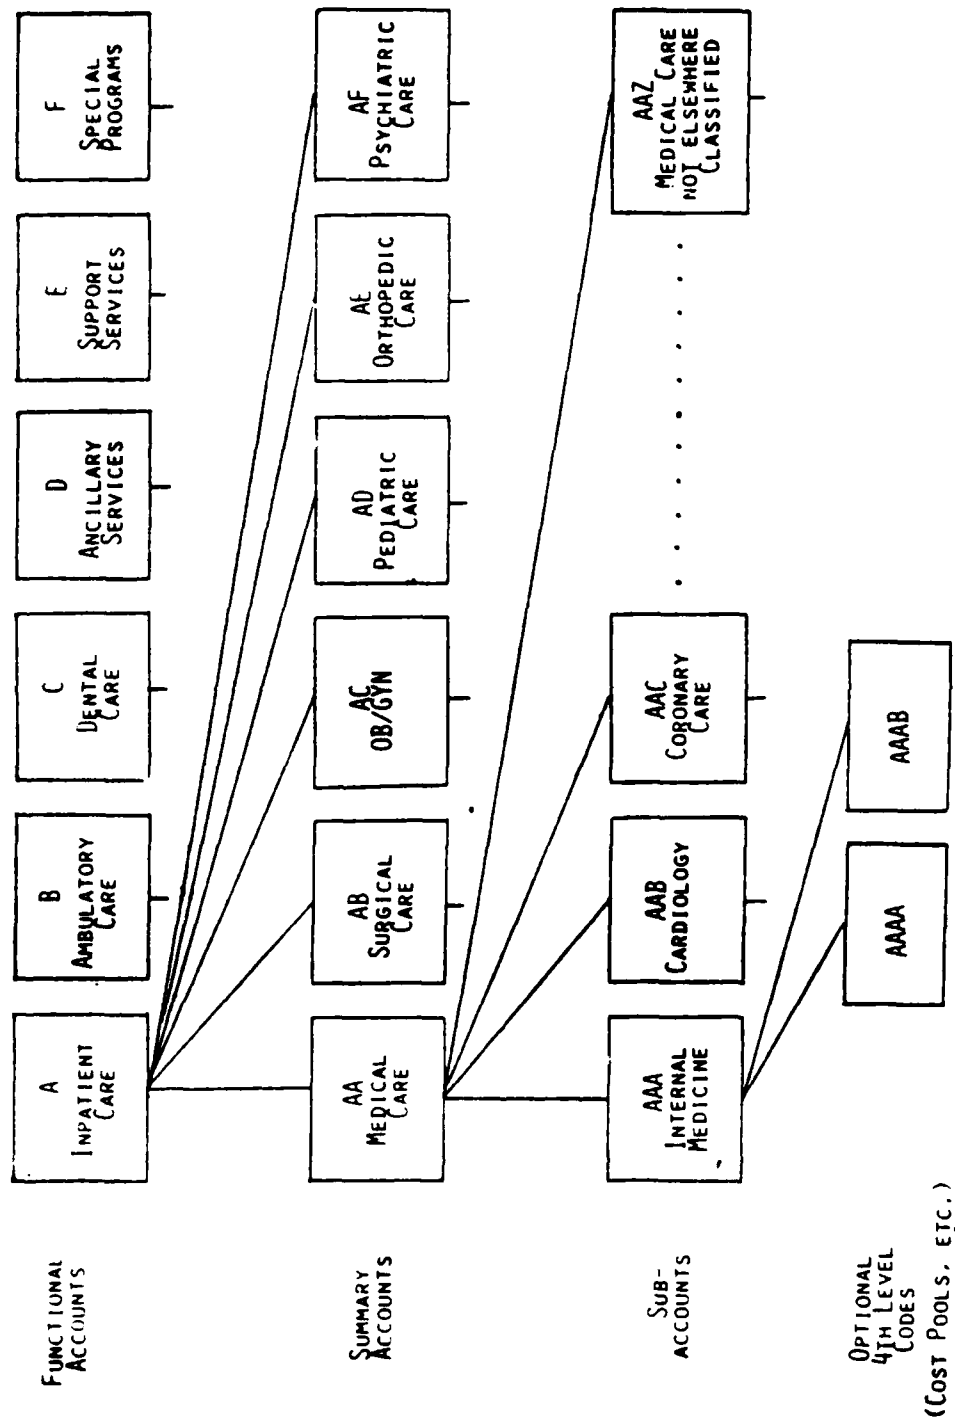 FUNCTIONAL
ACCOUNTS
A
INPATIENT
CARE
B
AMBULATORY
CARE
C
DENTAL
CARE
D
ANCILLARY
SERVICES
E
SUPPORT
SERVICES
F
SPECIAL
PROGRAMS
SUMMARY
ACCOUNTS
AA
MEDICAL
CARE
AB
SURGICAL
CARE
AC
OB/GYN
AD
PEDIATRIC
CARE
AE
ORTHOPEDIC
CARE
AF
PSYCHIATRIC
CARE
SUB-
ACCOUNTS
AAA
INTERNAL
MEDICINE
AAB
CARDIOLOGY
AAC
CORONARY
CARE
. . . . . . . . . .
AAZ
MEDICAL CARE
NOT ELSEWHERE
CLASSIFIED
OPTIONAL
4TH LEVEL
CODES
(COST POOLS, ETC.)
AAAA
AAAB